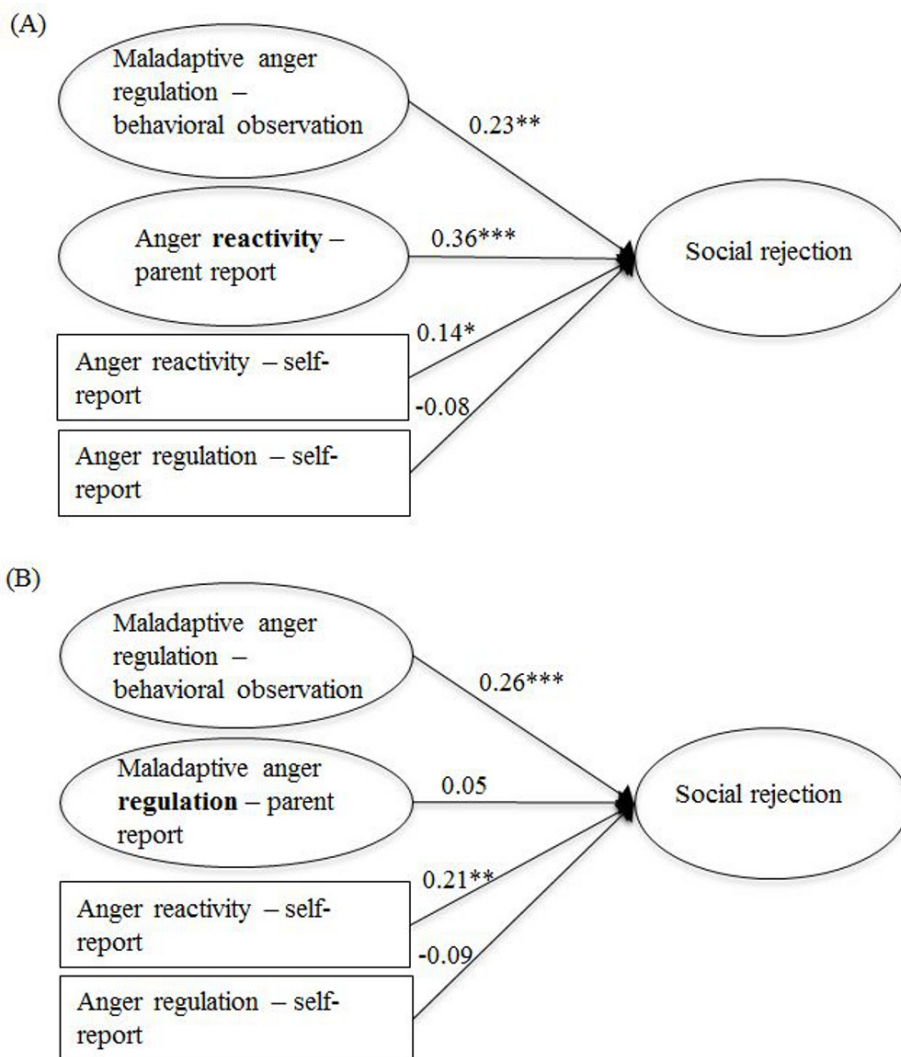 (A)
Maladaptive anger
regulation –
behavioral observation
0.23**
Anger reactivity –
parent report
0.36***
Social rejection
Anger reactivity – self-
report
0.14*
Anger regulation – self-
report
-0.08
(B)
Maladaptive anger
regulation –
behavioral observation
0.26***
Maladaptive anger
regulation – parent
report
0.05
Social rejection
Anger reactivity – self-
report
0.21**
Anger regulation – self-
report
-0.09